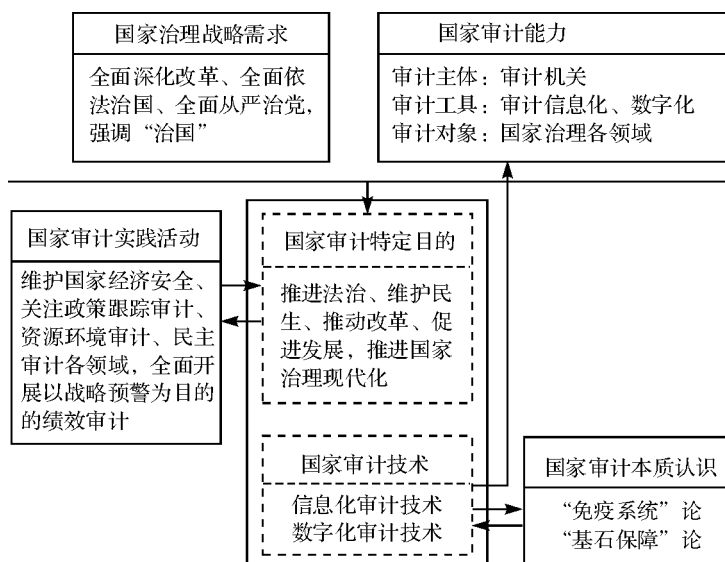 国家治理战略需求
全面深化改革、全面依
法治国、全面从严治党,
强调“治国”
国家审计能力
审计主体:审计机关
审计工具:审计信息化、数字化
审计对象:国家治理各领域
国家审计实践活动
维护国家经济安全、
关注政策跟踪审计、
资源环境审计、民主
审计各领域,全面开
展以战略预警为目的
的绩效审计
国家审计特定目的
推进法治、维护民
生、推动改革、促
进发展,推进国家
治理现代化
国家审计技术
信息化审计技术
数字化审计技术
国家审计本质认识
“免疫系统”论
“基石保障”论